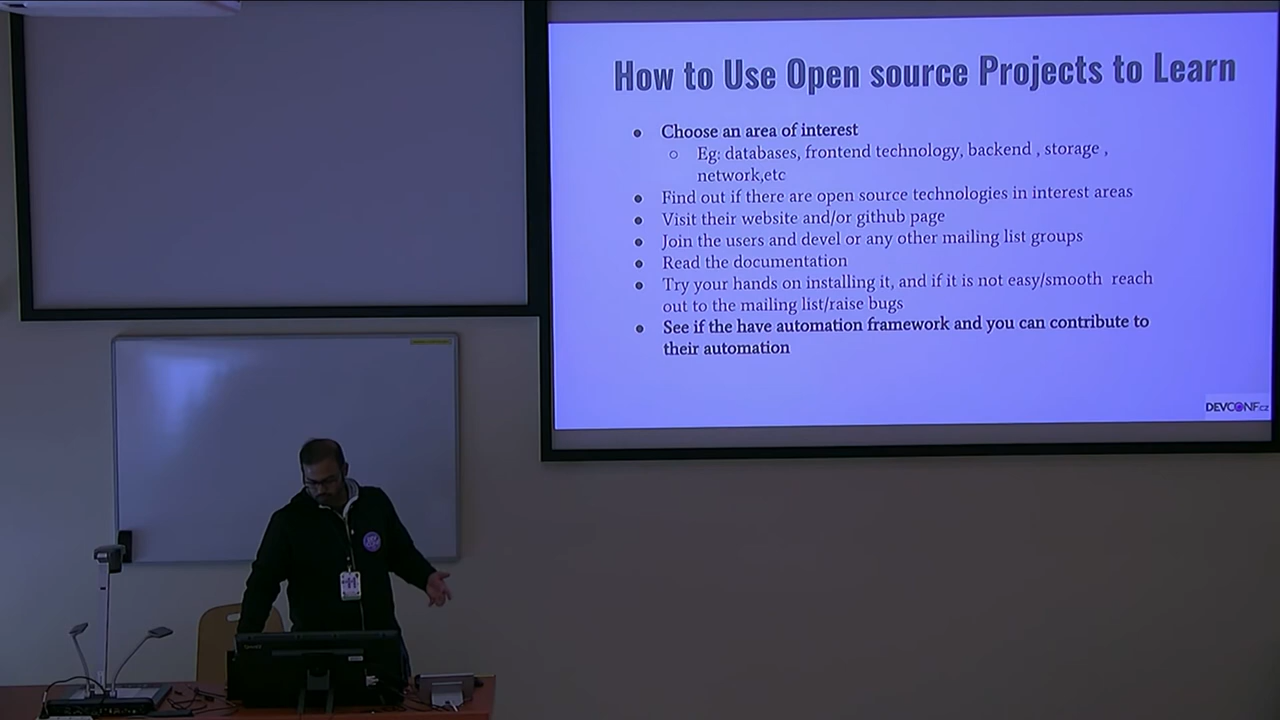 How to Use Open source Projects to Learn
Choose an area of interest
Eg: databases, frontend technology, backend , storage ,
network,etc
Find out if there are open source technologies in interest areas
Visit their website and/or github page
Join the users and devel or any other mailing list groups
Read the documentation
Try your hands on installing it, and if it is not easy/smooth reach
out to the mailing list/raise bugs
See if the have automation framework and you can contribute to
their automation
DEVCONF.cz